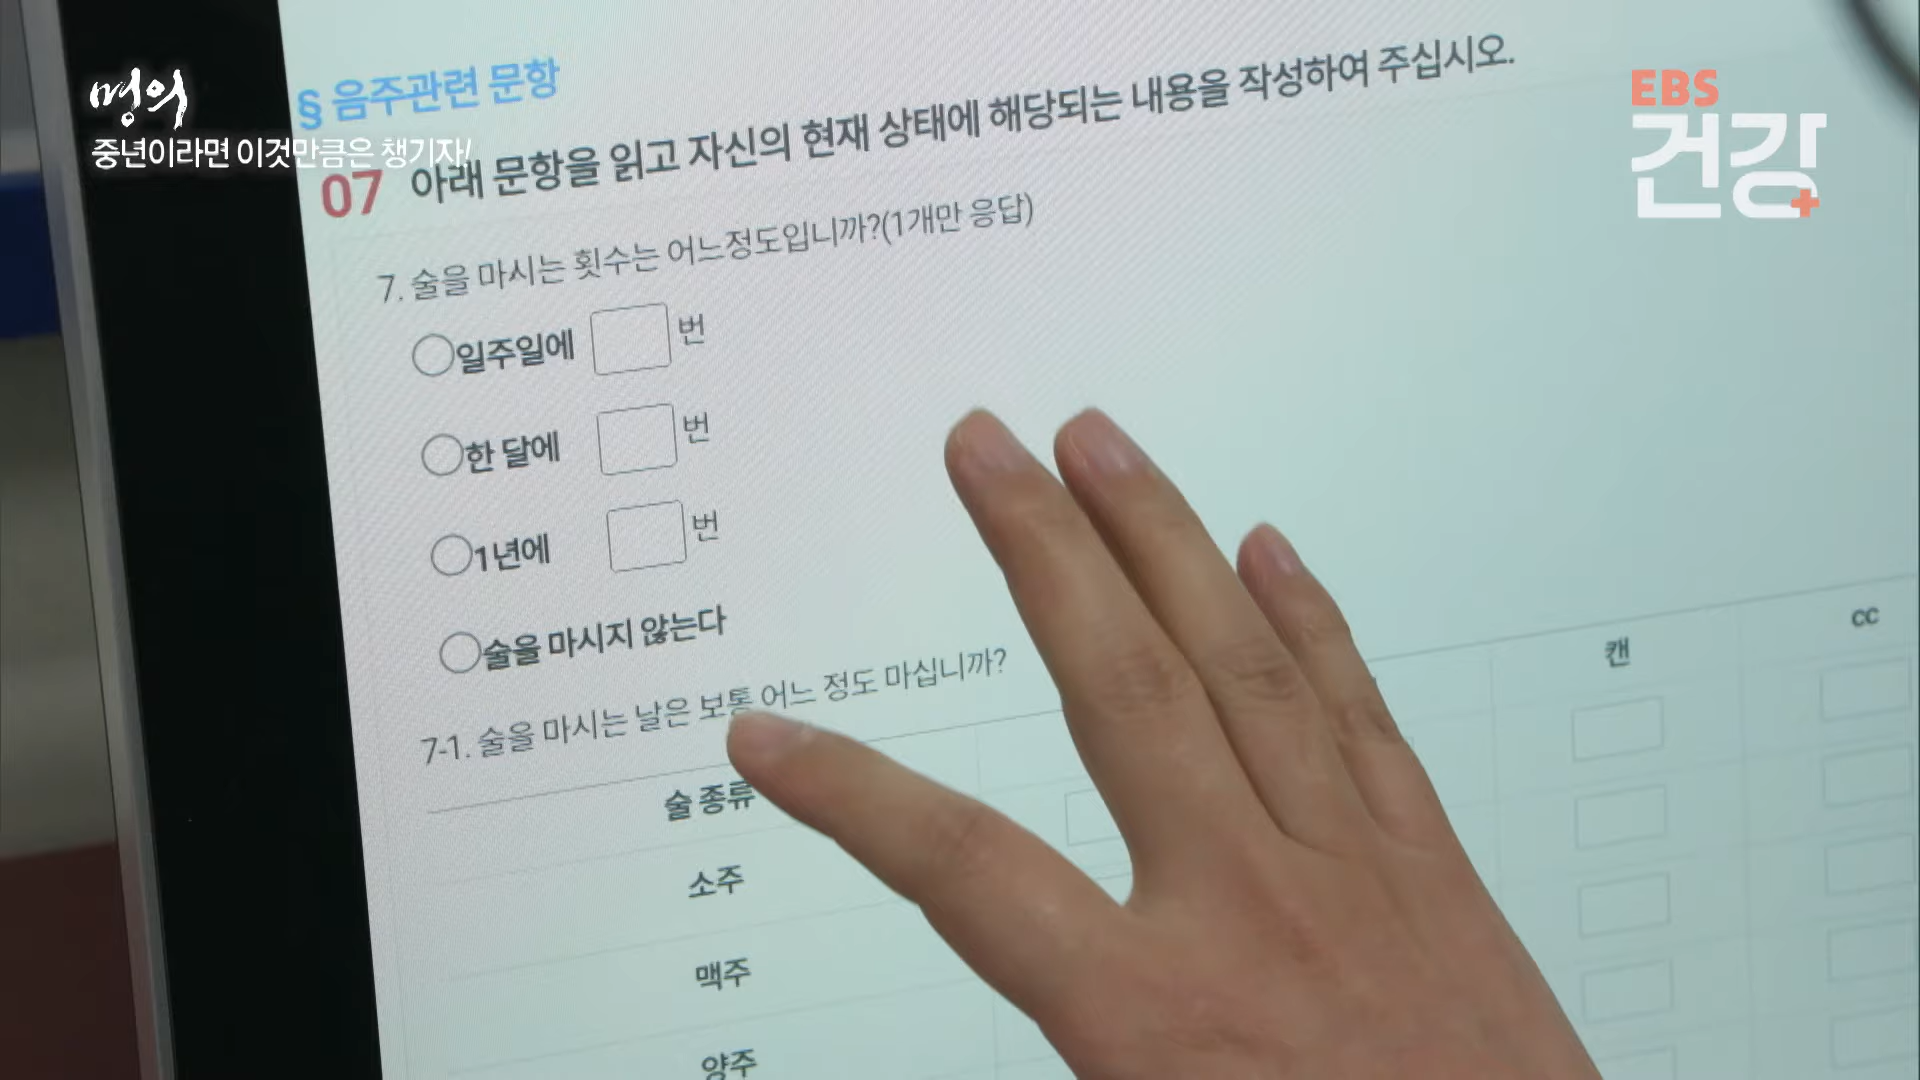 명의
중년이라면 이것만큼은 챙기자!
EBS
건강
§ 음주관련 문항
07 아래 문항을 읽고 자신의 현재 상태에 해당되는 내용을 작성하여 주십시오.
7. 술을 마시는 횟수는 어느정도입니까?(1개만 응답)
일주일에 번
한 달에 번
1년에 번
술을 마시지 않는다
7-1. 술을 마시는 날은 보통 어느 정도 마십니까?
술 종류 캔 cc
소주
맥주
양주